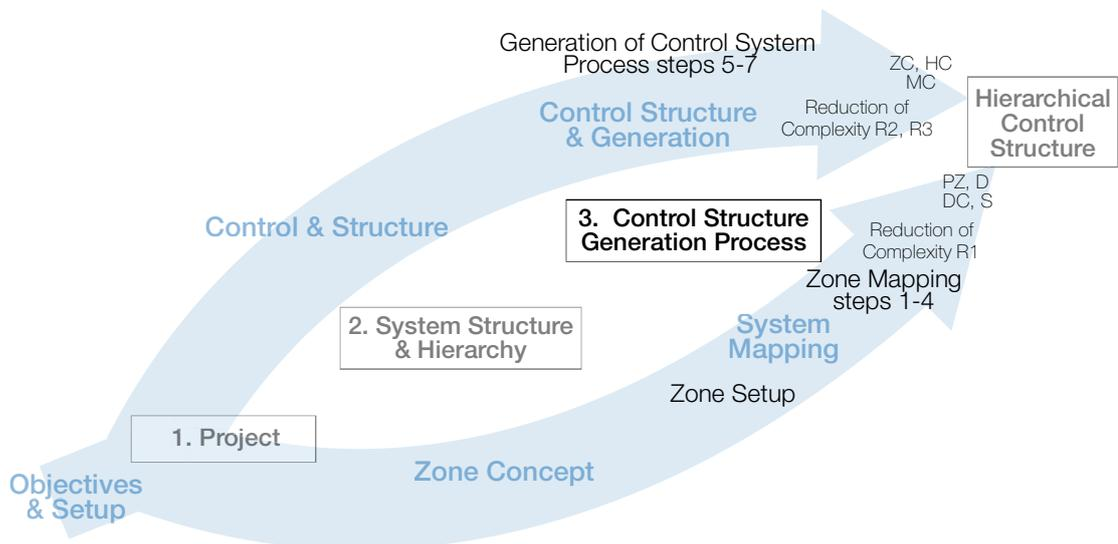 Generation of Control System
Process steps 5-7
ZC, HC
MC
Control Structure
& Generation
Reduction of
Complexity R2, R3
Hierarchical
Control
Structure
PZ, D
DC, S
Control & Structure
3. Control Structure
Generation Process
Reduction of
Complexity R1
Zone Mapping
steps 1-4
2. System Structure
& Hierarchy
System
Mapping
Zone Setup
1. Project
Zone Concept
Objectives
& Setup